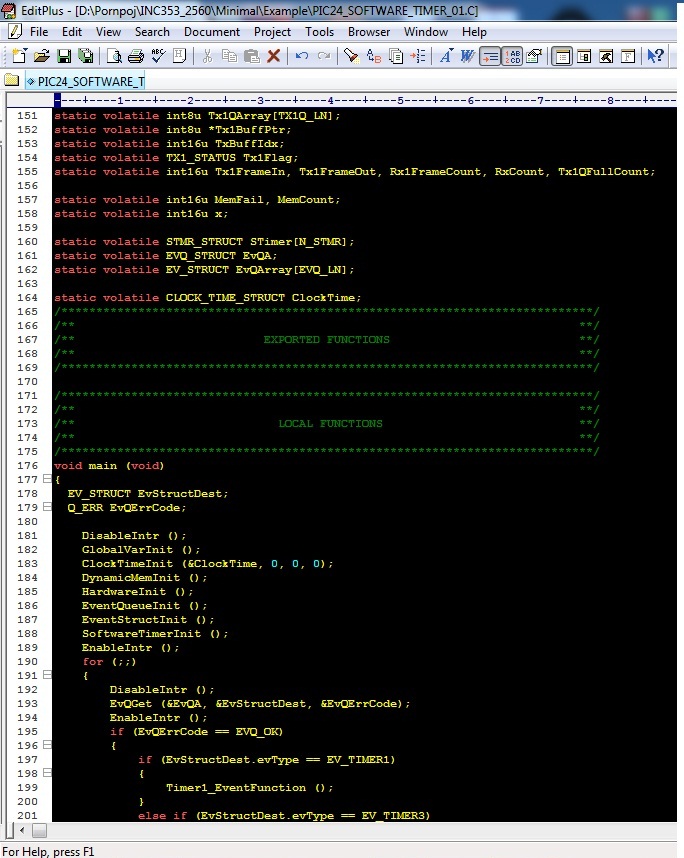 EditPlus - [D:\Pornpoj\INC353_2560\Minimal\Example\PIC24_SOFTWARE_TIMER_01.C]
File Edit View Search Document Project Tools Browser Window Help
PIC24_SOFTWARE_T
----+----1----+----2----+----3----+----4----+----5----+----6----+----7----+----8----+
151 static volatile int8u Tx1QArray[TX1Q_LN];
152 static volatile int8u *Tx1BuffPtr;
153 static volatile int16u TxBuffIdx;
154 static volatile TX1_STATUS Tx1Flag;
155 static volatile int16u Tx1FrameIn, Tx1FrameOut, Rx1FrameCount, RxCount, Tx1QFullCount;
156
157 static volatile int16u MemFail, MemCount;
158 static volatile int16u x;
159
160 static volatile STMR_STRUCT STimer[N_STMR];
161 static volatile EVQ_STRUCT EvQA;
162 static volatile EV_STRUCT EvQArray[EVQ_LN];
163
164 static volatile CLOCK_TIME_STRUCT ClockTime;
165 /****************************************************************************/
166 /** **/
167 /** EXPORTED FUNCTIONS **/
168 /** **/
169 /****************************************************************************/
170
171 /****************************************************************************/
172 /** **/
173 /** LOCAL FUNCTIONS **/
174 /** **/
175 /****************************************************************************/
176 void main (void)
177 {
178 EV_STRUCT EvStructDest;
179 Q_ERR EvQErrCode;
180
181 DisableIntr ();
182 GlobalVarInit ();
183 ClockTimeInit (&ClockTime, 0, 0, 0);
184 DynamicMemInit ();
185 HardwareInit ();
186 EventQueueInit ();
187 EventStructInit ();
188 SoftwareTimerInit ();
189 EnableIntr ();
190 for (;;)
191 {
192 DisableIntr ();
193 EvQGet (&EvQA, &EvStructDest, &EvQErrCode);
194 EnableIntr ();
195 if (EvQErrCode == EVQ_OK)
196 {
197 if (EvStructDest.evType == EV_TIMER1)
198 {
199 Timer1_EventFunction ();
200 }
201 else if (EvStructDest.evType == EV_TIMER3)
For Help, press F1